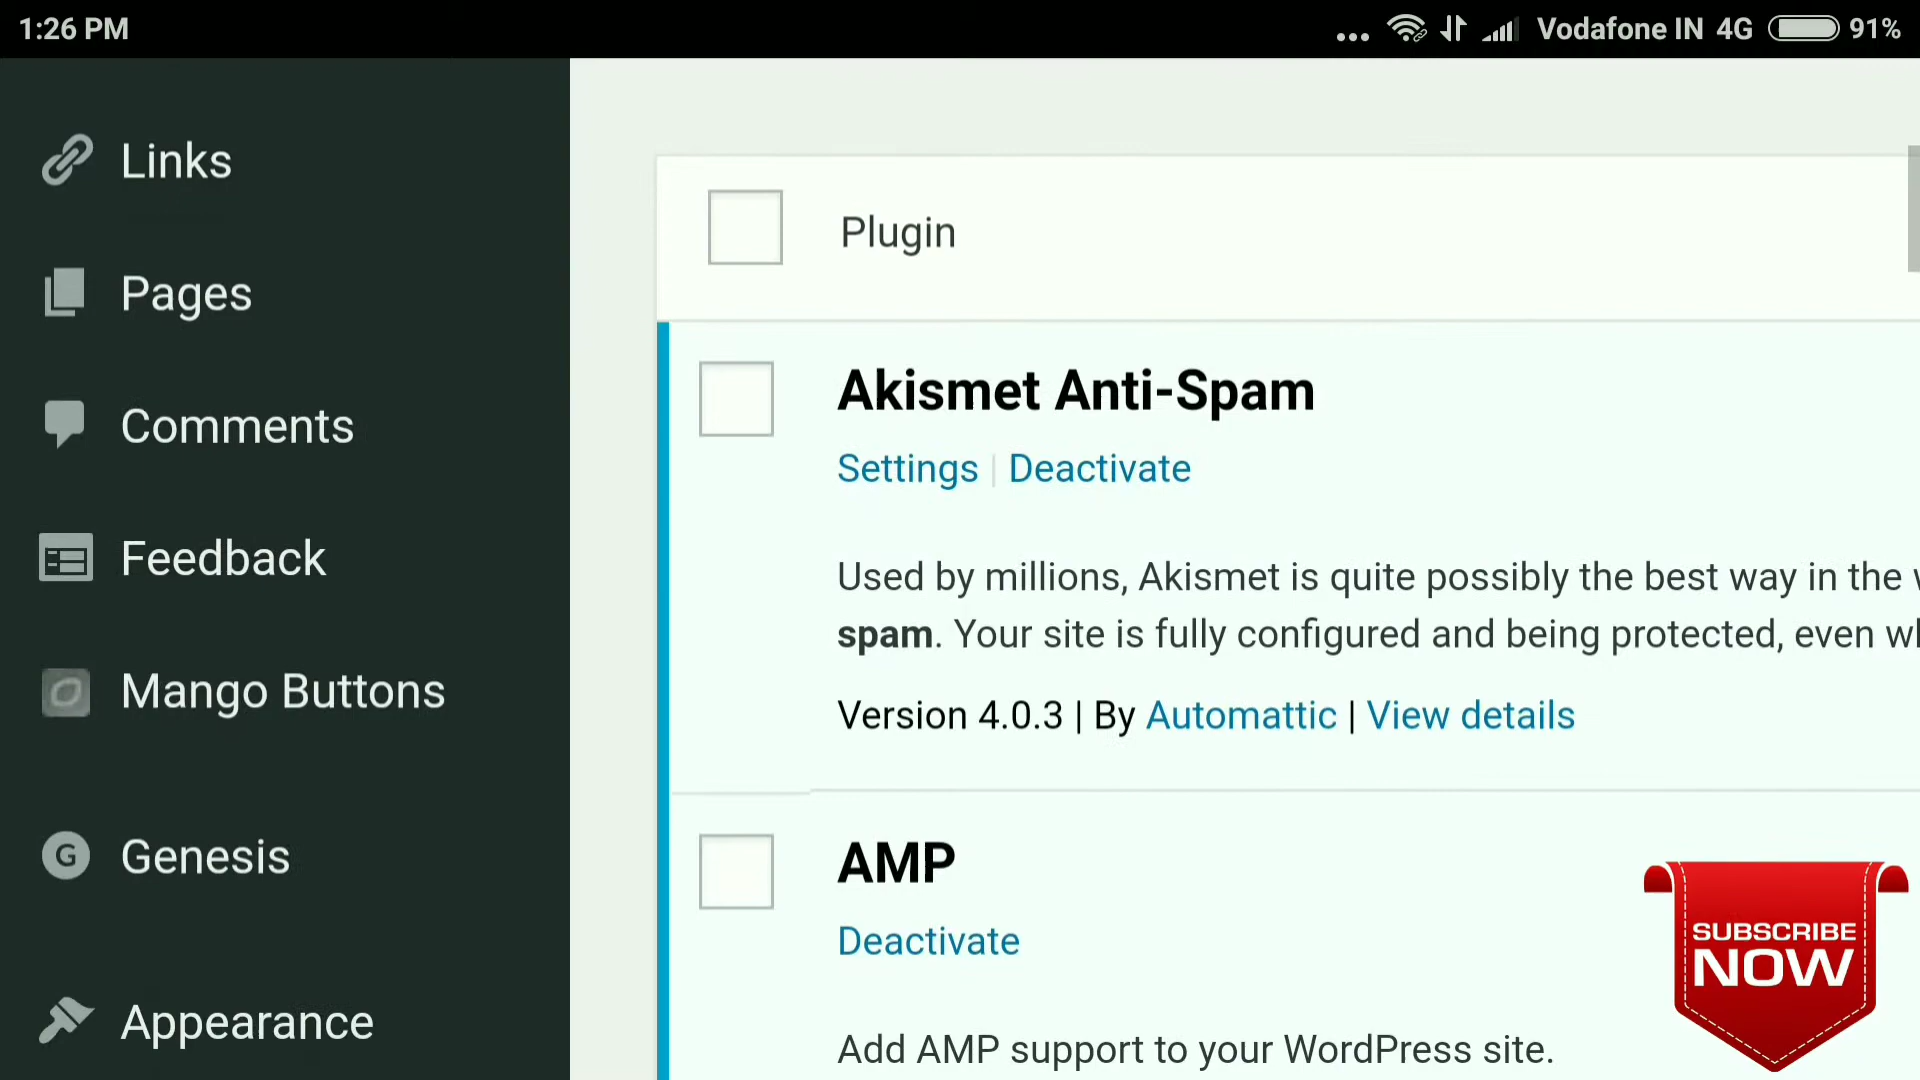 1:26 PM
... Vodafone IN 4G 91%
Links
Pages
Comments
Feedback
Mango Buttons
G Genesis
Appearance
Plugin
Akismet Anti-Spam
Settings | Deactivate
Used by millions, Akismet is quite possibly the best way in the
spam. Your site is fully configured and being protected, even
Version 4.0.3 | By Automattic | View details
AMP
Deactivate
Add AMP support to your WordPress site.
SUBSCRIBE
NOW